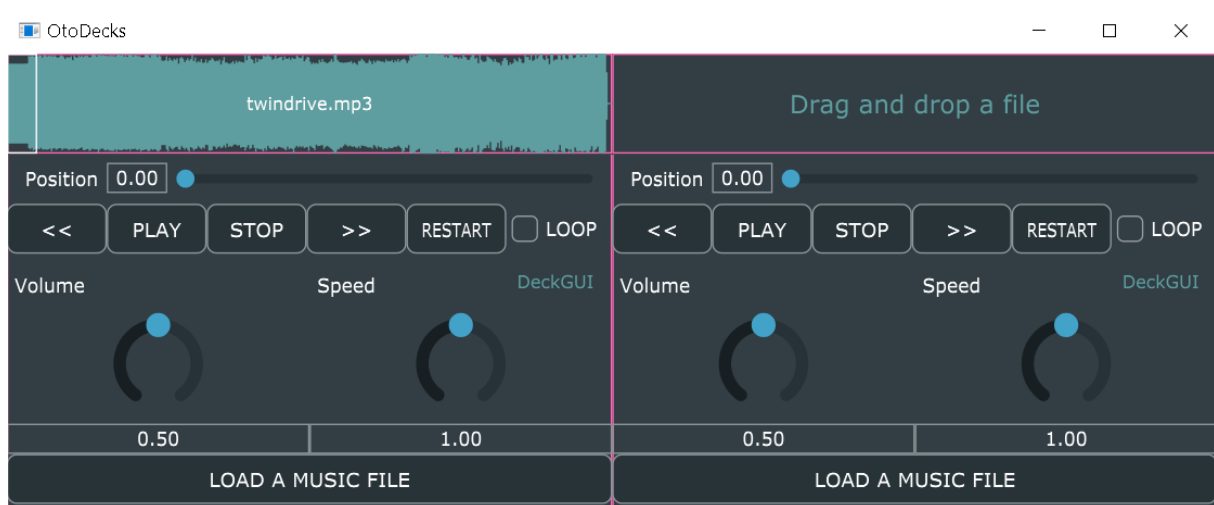 OtoDecks
twindrive.mp3 Drag and drop a file
Position 0.00 Position 0.00
<< PLAY STOP >> RESTART LOOP << PLAY STOP >> RESTART LOOP
Volume Speed DeckGUI Volume Speed DeckGUI
0.50 1.00 0.50 1.00
LOAD A MUSIC FILE LOAD A MUSIC FILE